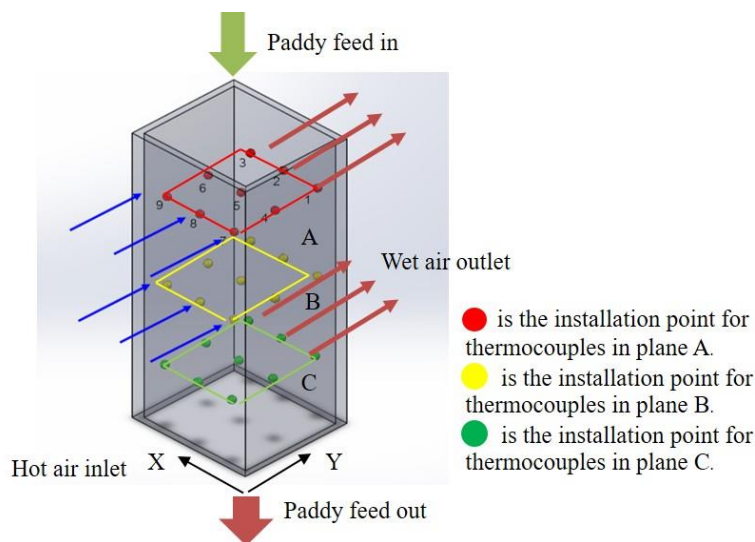 Paddy feed in
3
2
6
1
5
9
4
8
7
A
Wet air outlet
B
is the installation point for
thermocouples in plane A.
is the installation point for
thermocouples in plane B.
C
is the installation point for
thermocouples in plane C.
Hot air inlet
X
Y
Paddy feed out